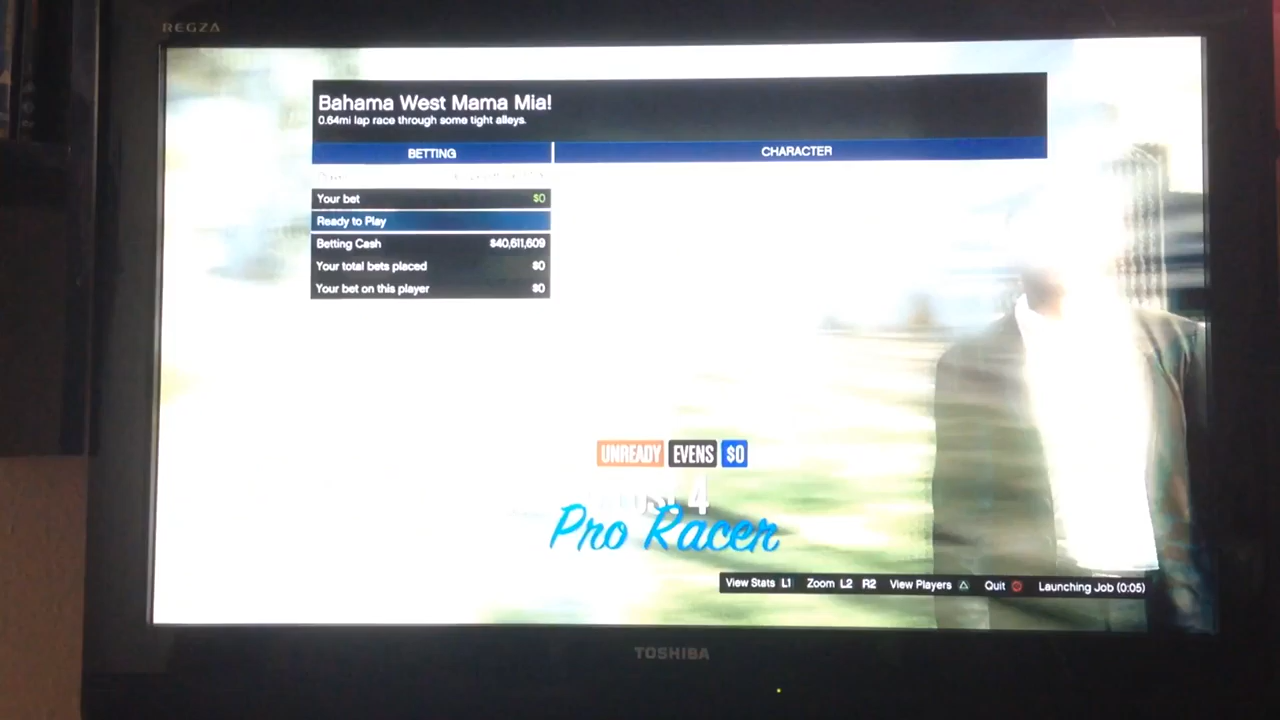 REGZA
Bahama West Mama Mia!
0.64mi lap race through some tight alleys.
BETTING CHARACTER
Your bet $0
Ready to Play
Betting Cash $40,611,609
Your total bets placed $0
Your bet on this player $0
UNREADY EVENS $0
4
Pro Racer
View Stats L1 Zoom L2 R2 View Players Quit Launching Job (0:05)
TOSHIBA